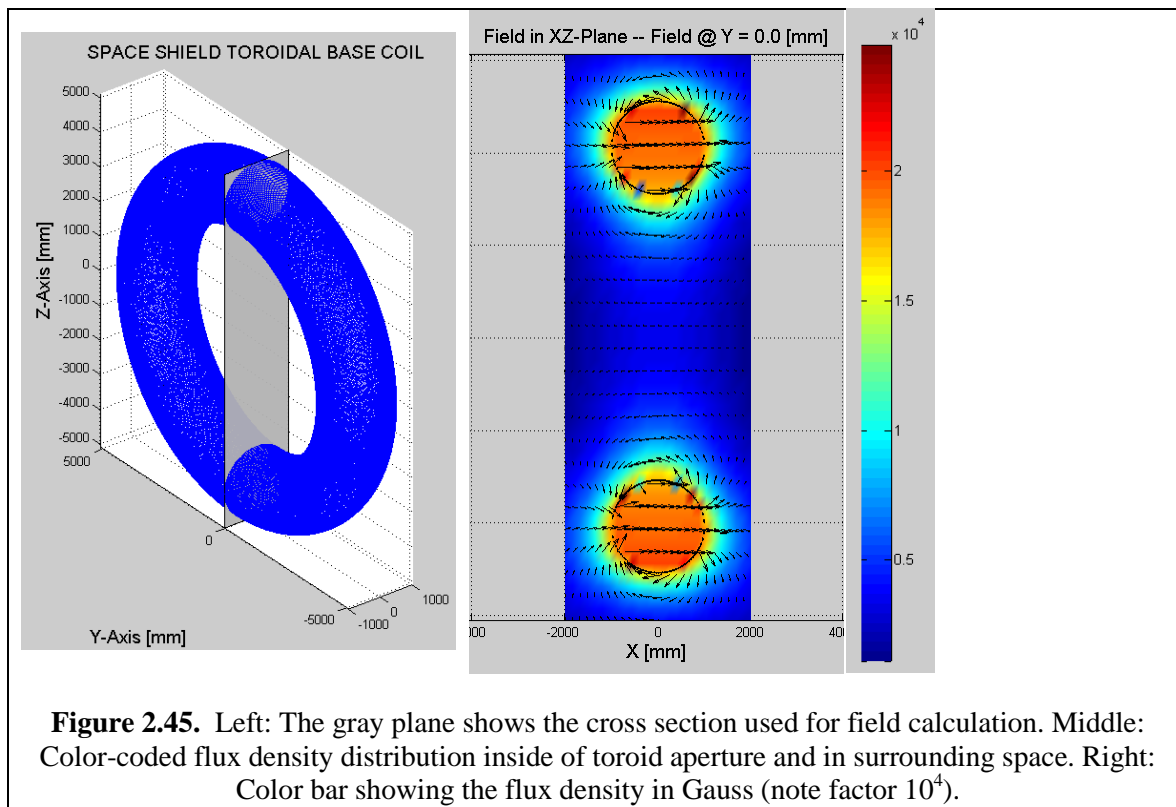 SPACE SHIELD TOROIDAL BASE COIL
5000
4000
3000
2000
1000
0
-1000
-2000
-3000
-4000
-5000
Z-Axis [mm]
5000
0
-5000
Y-Axis [mm]
-1000
0
1000
Field in XZ-Plane -- Field @ Y = 0.0 [mm]
-2000
0
2000
X [mm]
x 10^4
2
1.5
1
0.5
Figure 2.45. Left: The gray plane shows the cross section used for field calculation. Middle:
Color-coded flux density distribution inside of toroid aperture and in surrounding space. Right:
Color bar showing the flux density in Gauss (note factor 10^4).